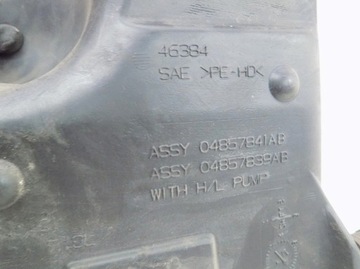 46384
SAE >PE-HD<
ASSY 04857841AB
ASSY 04857839AB
WITH H/L PUMP